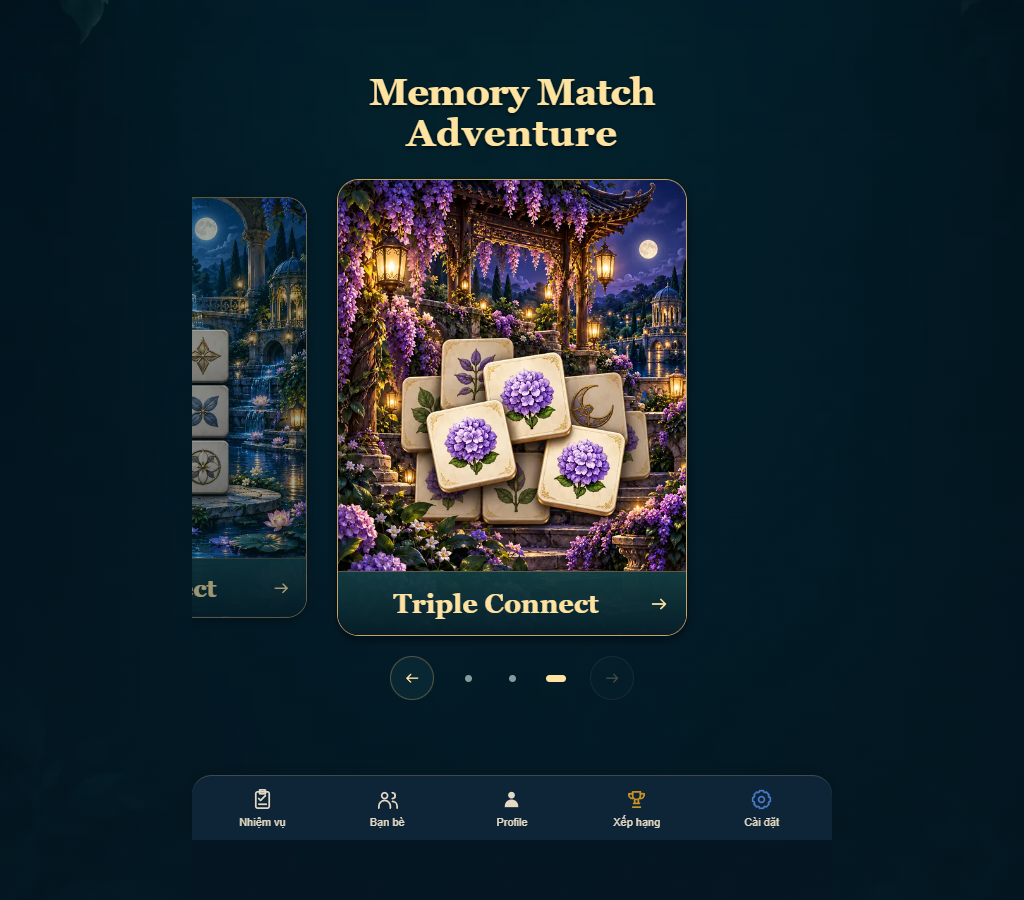 Memory Match
Adventure
ect
Triple Connect
Nhiệm vụ
Bạn bè
Profile
Xếp hạng
Cài đặt